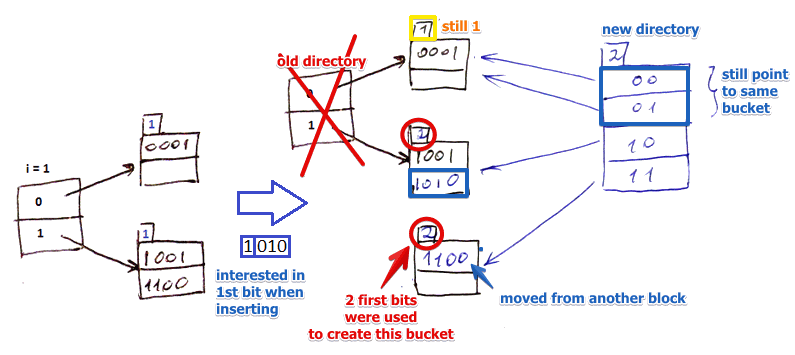 i = 1
0
1
1
0001
1
1001
1100
1 010
interested in
1st bit when
inserting
old directory
0
1
1
still 1
0001
2
1001
1010
2
1100
2 first bits
were used
to create this bucket
moved from another block
new directory
2
00
01
10
11
still point
to same
bucket